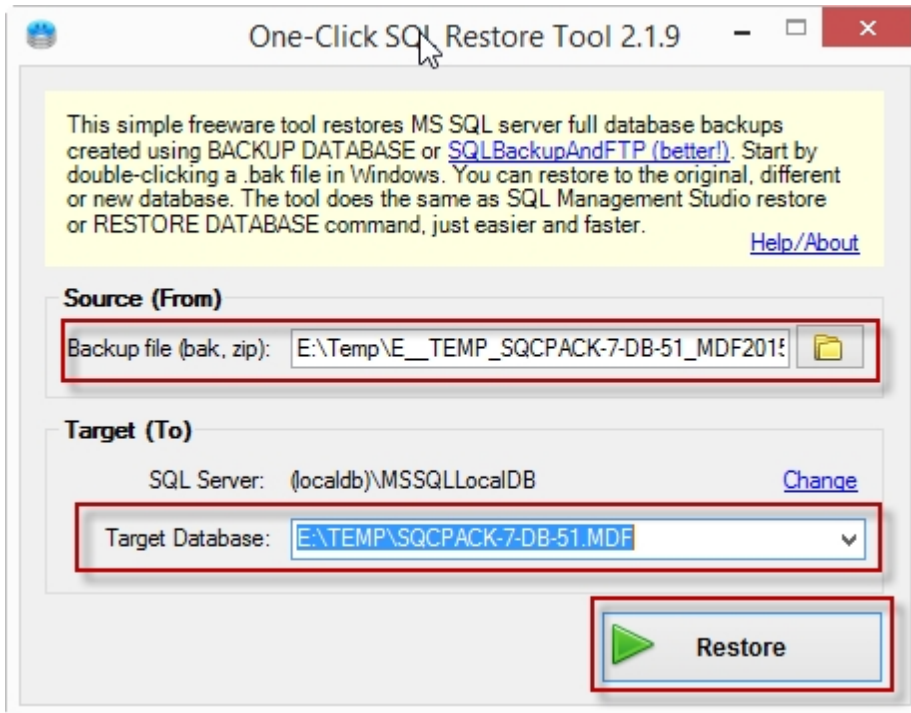 One-Click SQL Restore Tool 2.1.9
This simple freeware tool restores MS SQL server full database backups
created using BACKUP DATABASE or SQLBackupAndFTP (better!). Start by
double-clicking a .bak file in Windows. You can restore to the original, different
or new database. The tool does the same as SQL Management Studio restore
or RESTORE DATABASE command, just easier and faster.
Help/About
Source (From)
Backup file (bak, zip): E:\Temp\E__TEMP_SQCPACK-7-DB-51_MDF2015
Target (To)
SQL Server: (localdb)\MSSQLLocalDB Change
Target Database: E:\TEMP\SQCPACK-7-DB-51.MDF
Restore